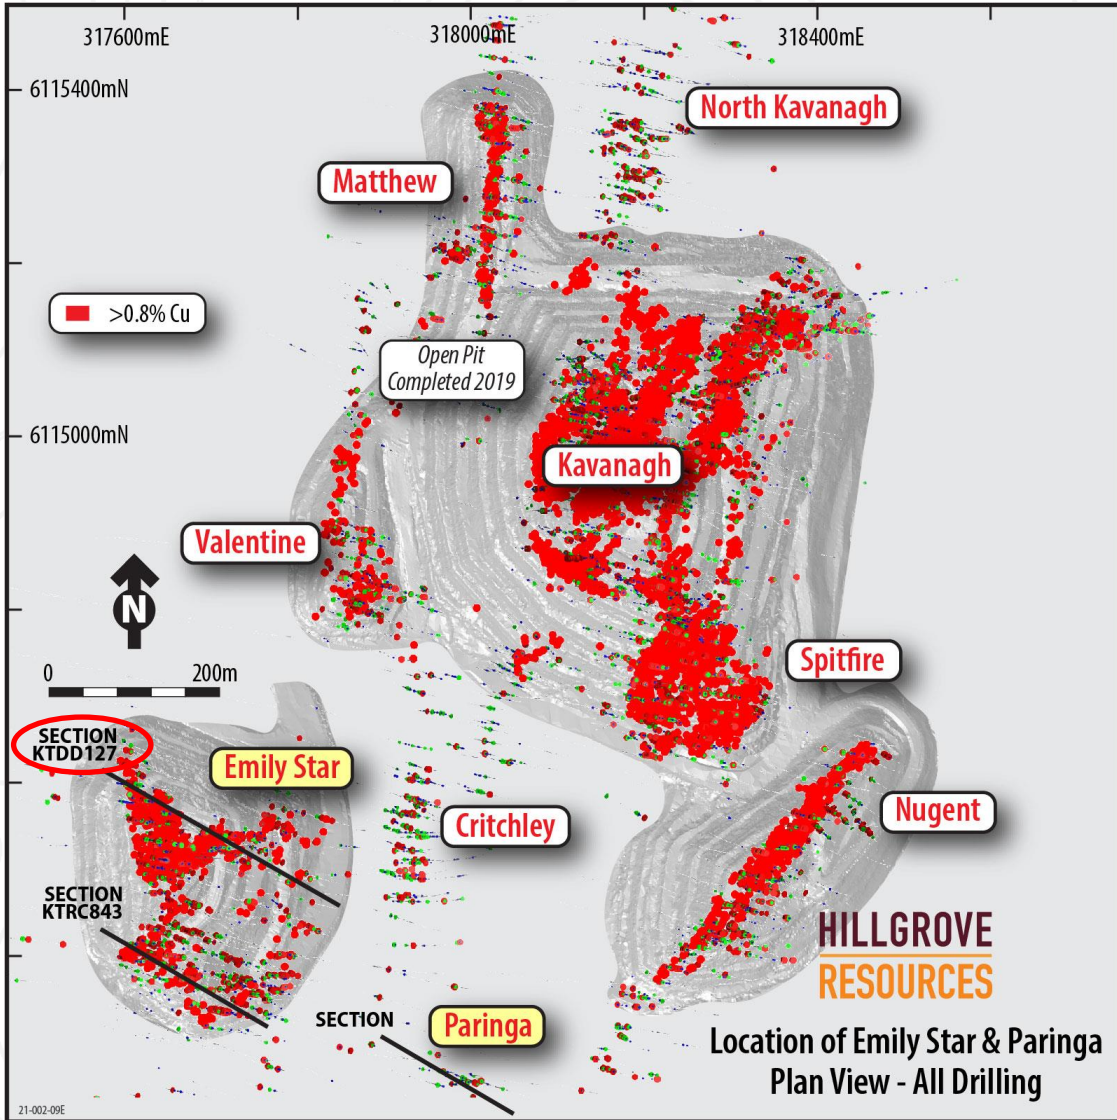 317600mE
318000mE
318400mE
6115400mN
North Kavanagh
Matthew
>0.8% Cu
Open Pit
Completed 2019
6115000mN
Kavanagh
Valentine
N
Spitfire
0
200m
SECTION
KTDD127
Emily Star
Nugent
Critchley
SECTION
KTRC843
HILLGROVE
RESOURCES
SECTION
Paringa
Location of Emily Star & Paringa
Plan View - All Drilling
21-002-09E